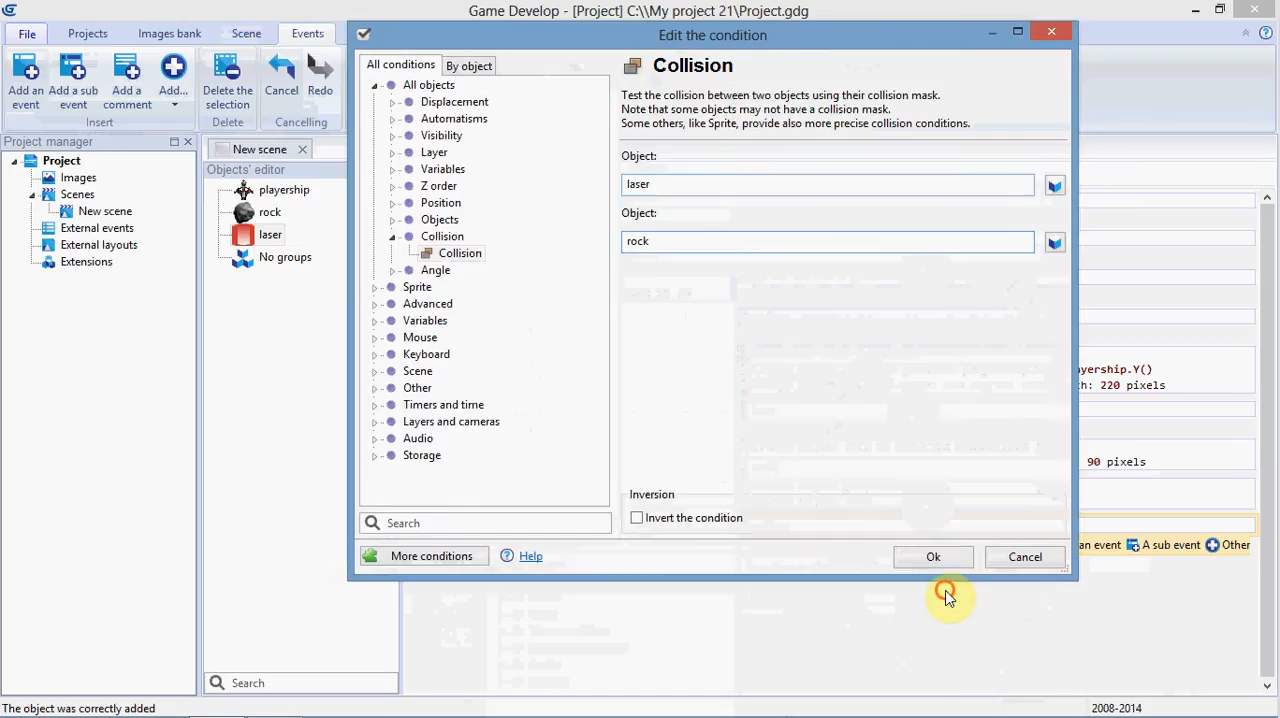 Game Develop - [Project] C:\\My project 21\Project.gdg
File
Projects
Images bank
Scene
Events
Add an event
Add a sub event
Add a comment
Add...
Insert
Delete the selection
Delete
Cancel
Redo
Cancelling
Project manager
Project
Images
Scenes
New scene
External events
External layouts
Extensions
New scene
Objects' editor
playership
rock
laser
No groups
Search
Edit the condition
All conditions
By object
All objects
Displacement
Automatisms
Visibility
Layer
Variables
Z order
Position
Objects
Collision
Collision
Angle
Sprite
Advanced
Variables
Mouse
Keyboard
Scene
Other
Timers and time
Layers and cameras
Audio
Storage
Search
More conditions
Help
Collision
Test the collision between two objects using their collision mask.
Note that some objects may not have a collision mask.
Some others, like Sprite, provide also more precise collision conditions.
Object:
laser
Object:
rock
Inversion
Invert the condition
Ok
Cancel
ayership.Y()
h: 220 pixels
90 pixels
an event
A sub event
Other
The object was correctly added
2008-2014